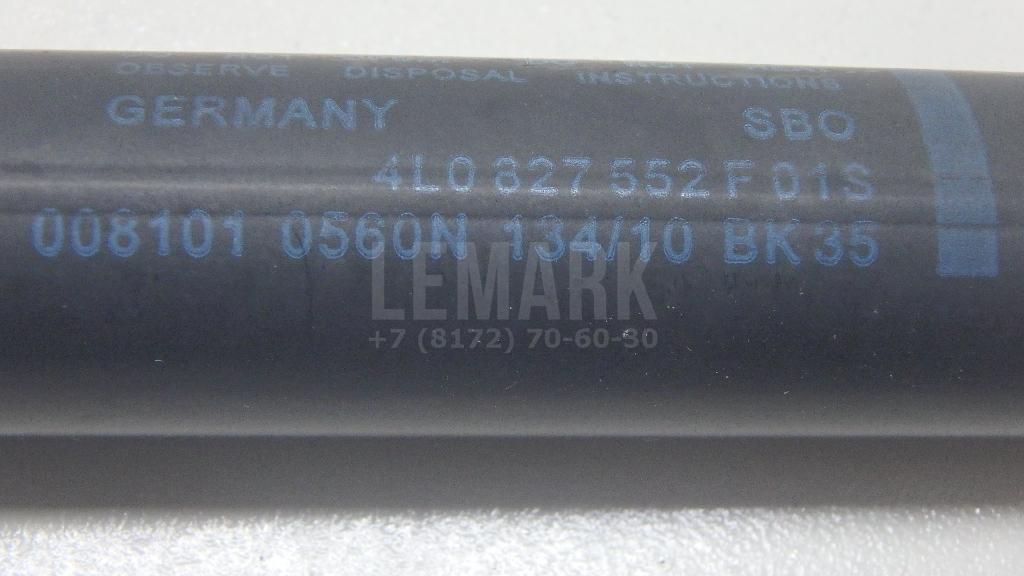 OBSERVE DISPOSAL INSTRUCTIONS
GERMANY SBO
4L0 827 552 F 01S
008101 0560N 134/10 BK35
LEMARK
+7 (8172) 70-60-30